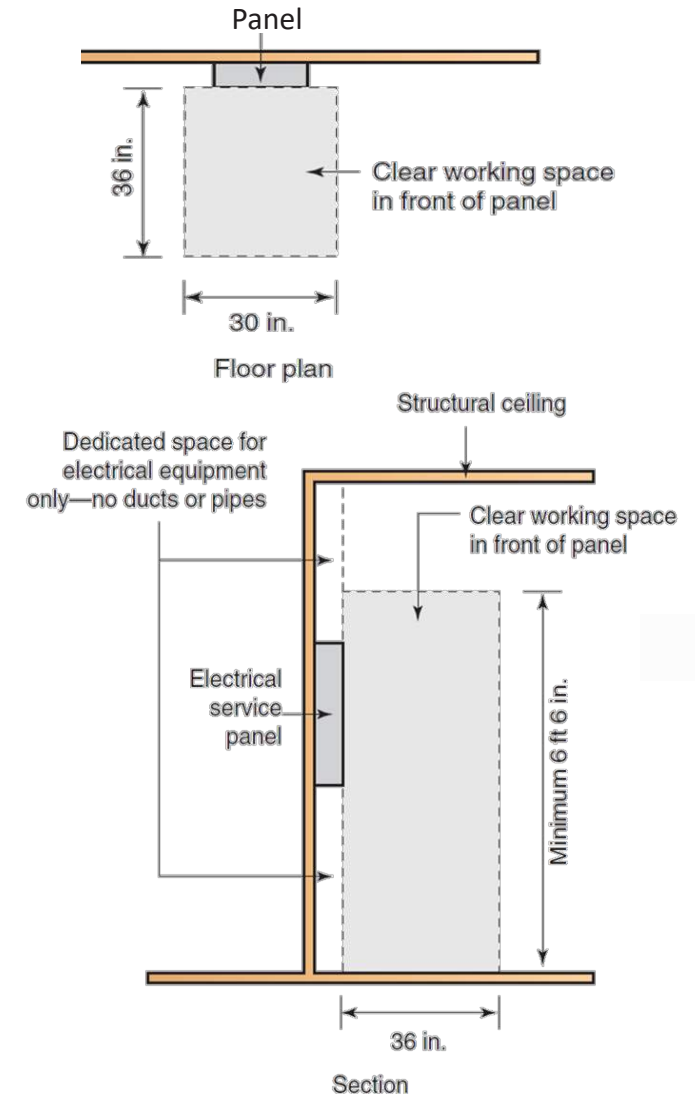 Panel
36 in.
Clear working space
in front of panel
30 in.
Floor plan
Structural ceiling
Dedicated space for
electrical equipment
only—no ducts or pipes
Clear working space
in front of panel
Electrical
service
panel
Minimum 6 ft 6 in.
36 in.
Section